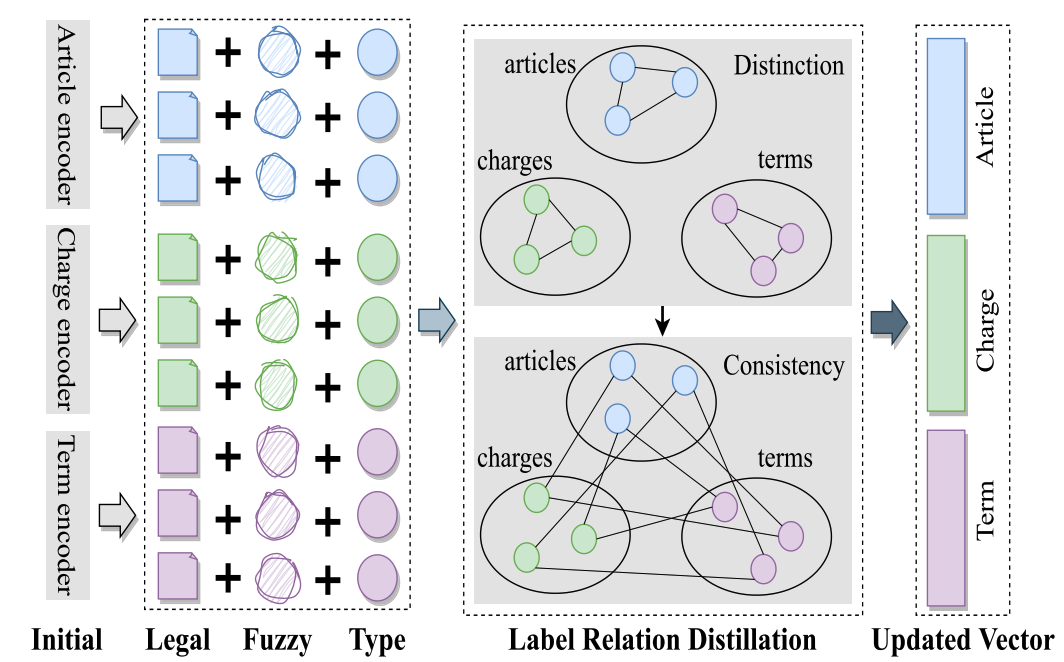 Article encoder
Charge encoder
Term encoder
articles
Distinction
charges
terms
articles
Consistency
charges
terms
Article
Charge
Term
Initial
Legal
Fuzzy
Type
Label Relation Distillation
Updated Vector